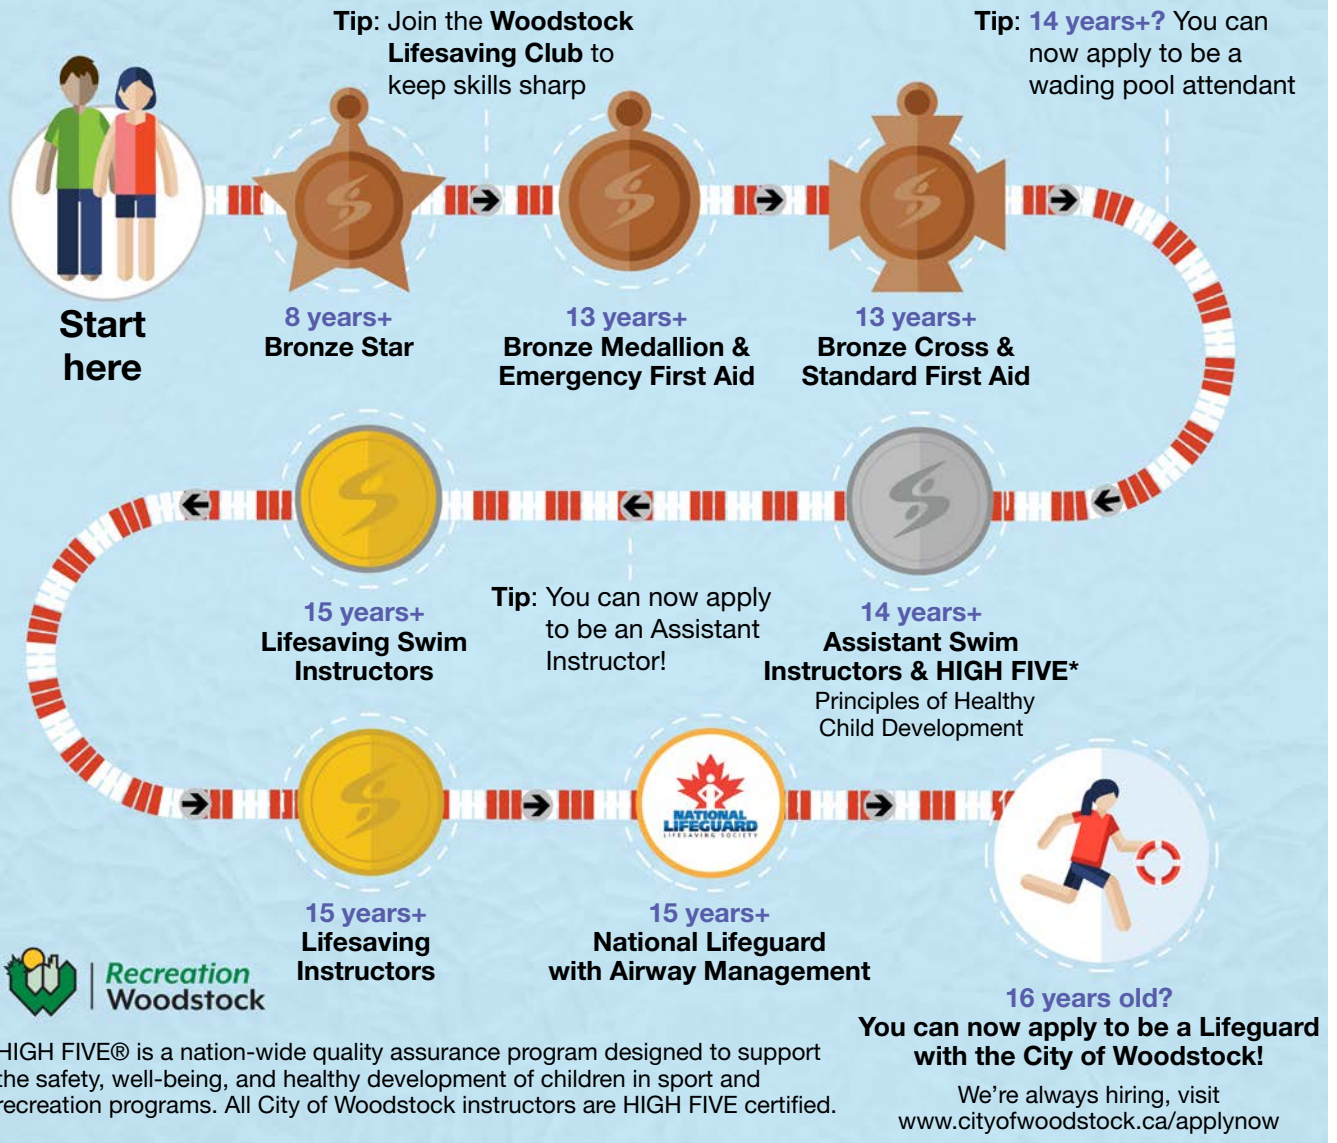 Tip: Join the Woodstock
Lifesaving Club to
keep skills sharp
Tip: 14 years+? You can
now apply to be a
wading pool attendant
Start
here
8 years+
Bronze Star
13 years+
Bronze Medallion &
Emergency First Aid
13 years+
Bronze Cross &
Standard First Aid
15 years+
Lifesaving Swim
Instructors
Tip: You can now apply
to be an Assistant
Instructor!
14 years+
Assistant Swim
Instructors & HIGH FIVE*
Principles of Healthy
Child Development
NATIONAL
LIFEGUARD
LIFESAVING SOCIETY
15 years+
Lifesaving
Instructors
15 years+
National Lifeguard
with Airway Management
16 years old?
You can now apply to be a Lifeguard
with the City of Woodstock!
We're always hiring, visit
www.cityofwoodstock.ca/applynow
Recreation
Woodstock
HIGH FIVE® is a nation-wide quality assurance program designed to support
the safety, well-being, and healthy development of children in sport and
recreation programs. All City of Woodstock instructors are HIGH FIVE certified.